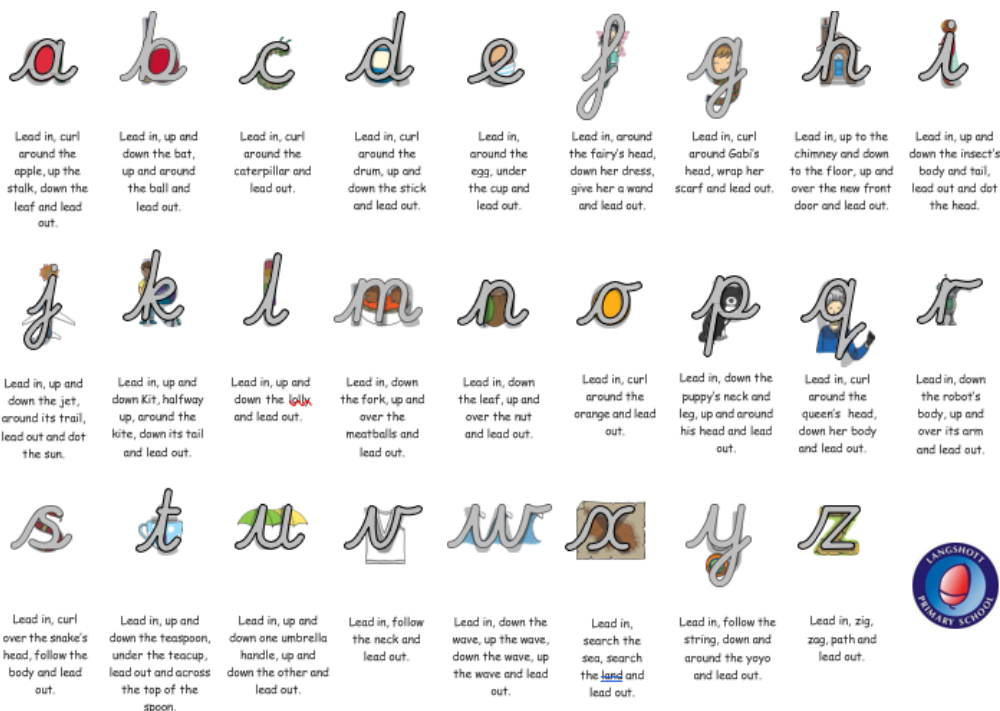 a b c d e f g h i
Lead in, curl
around the
apple, up the
stalk, down the
leaf and lead
out.
Lead in, up and
down the bat,
up and around
the ball and
lead out.
Lead in, curl
around the
caterpillar and
lead out.
Lead in, curl
around the
drum, up and
down the stick
and lead out.
Lead in,
around the
egg, under
the cup and
lead out.
Lead in, around
the fairy's head,
down her dress,
give her a wand
and lead out.
Lead in, curl
around Gabi's
head, wrap her
scarf and lead out.
Lead in, up to the
chimney and down
to the floor, up and
over the new front
door and lead out.
Lead in, up and
down the insect's
body and tail,
lead out and dot
the head.
j k l m n o p q r
Lead in, up and
down the jet,
around its trail,
lead out and dot
the sun.
Lead in, up and
down Kit, halfway
up, around the
kite, down its tail
and lead out.
Lead in, up and
down the lolly
and lead out.
Lead in, down
the fork, up and
over the
meatballs and
lead out.
Lead in, down
the leaf, up and
over the nut
and lead out.
Lead in, curl
around the
orange and lead
out.
Lead in, down the
puppy's neck and
leg, up and around
his head and lead
out.
Lead in, curl
around the
queen's head,
down her body
and lead out.
Lead in, down
the robot's
body, up and
over its arm
and lead out.
s t u v w x y z
Lead in, curl
over the snake's
head, follow the
body and lead
out.
Lead in, up and
down the teaspoon,
under the teacup,
lead out and across
the top of the
spoon.
Lead in, up and
down one umbrella
handle, up and
down the other and
lead out.
Lead in, follow
the neck and
lead out.
Lead in, down the
wave, up the wave,
down the wave, up
the wave and lead
out.
Lead in,
search the
sea, search
the land and
lead out.
Lead in, follow the
string, down and
around the yoyo
and lead out.
Lead in, zig,
zag, path and
lead out.
LANGSHOTT
PRIMARY SCHOOL